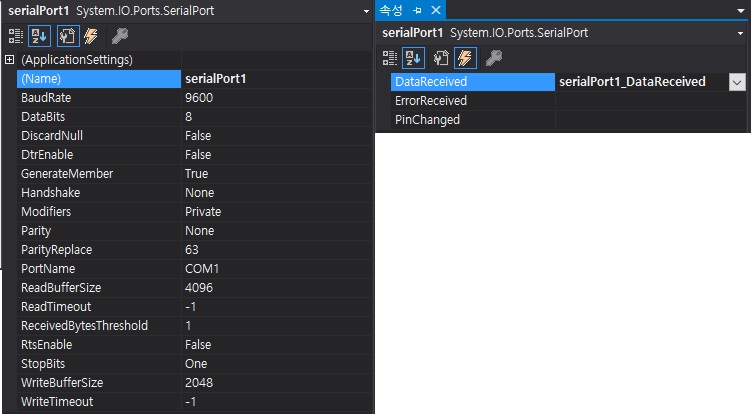 serialPort1 System.IO.Ports.SerialPort
(ApplicationSettings)
(Name) serialPort1
BaudRate 9600
DataBits 8
DiscardNull False
DtrEnable False
GenerateMember True
Handshake None
Modifiers Private
Parity None
ParityReplace 63
PortName COM1
ReadBufferSize 4096
ReadTimeout -1
ReceivedBytesThreshold 1
RtsEnable False
StopBits One
WriteBufferSize 2048
WriteTimeout -1
속성
serialPort1 System.IO.Ports.SerialPort
DataReceived serialPort1_DataReceived
ErrorReceived
PinChanged